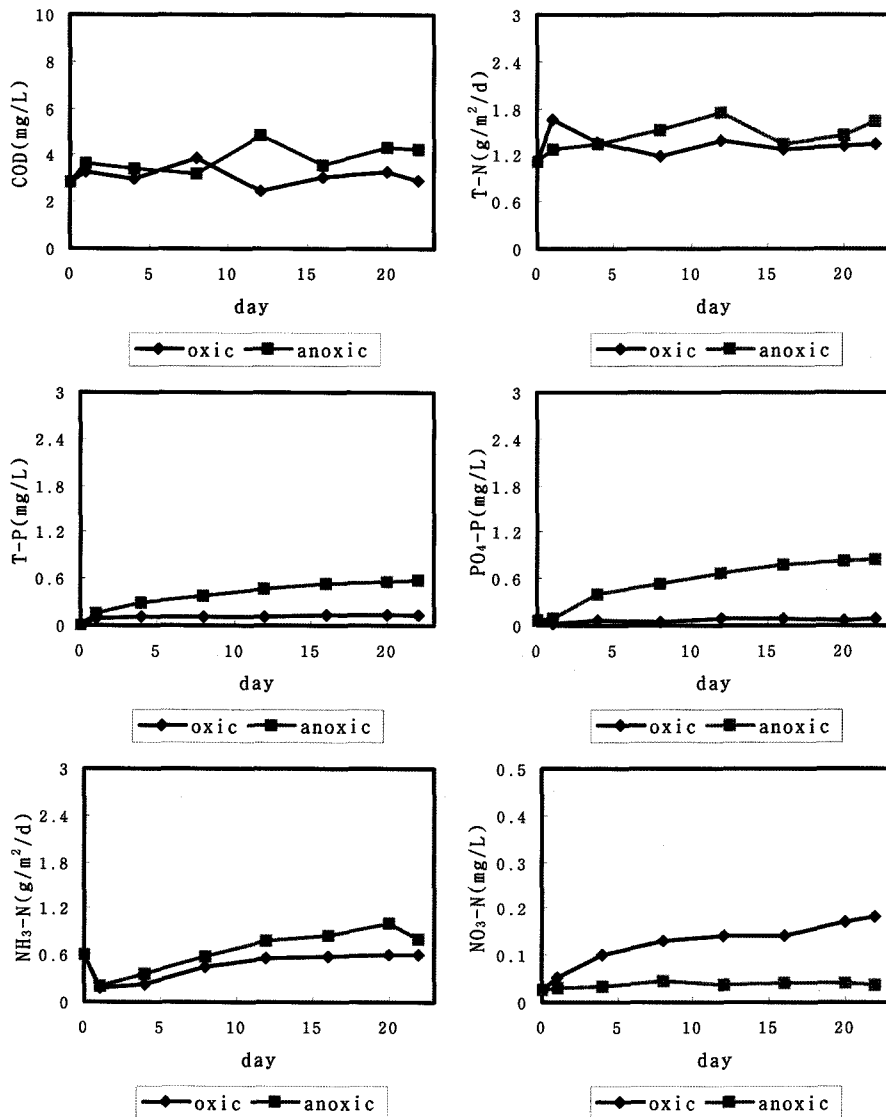 COD(mg/L)
10
8
6
4
2
0
0 5 10 15 20
day
oxic anoxic
T-N(g/m²/d)
3
2.4
1.8
1.2
0.6
0
0 5 10 15 20
day
oxic anoxic
T-P(mg/L)
3
2.4
1.8
1.2
0.6
0
0 5 10 15 20
day
oxic anoxic
PO₄-P(mg/L)
3
2.4
1.8
1.2
0.6
0
0 5 10 15 20
day
oxic anoxic
NH₃-N(g/m²/d)
3
2.4
1.8
1.2
0.6
0
0 5 10 15 20
day
oxic anoxic
NO₃-N(mg/L)
0.5
0.4
0.3
0.2
0.1
0
0 5 10 15 20
day
oxic anoxic